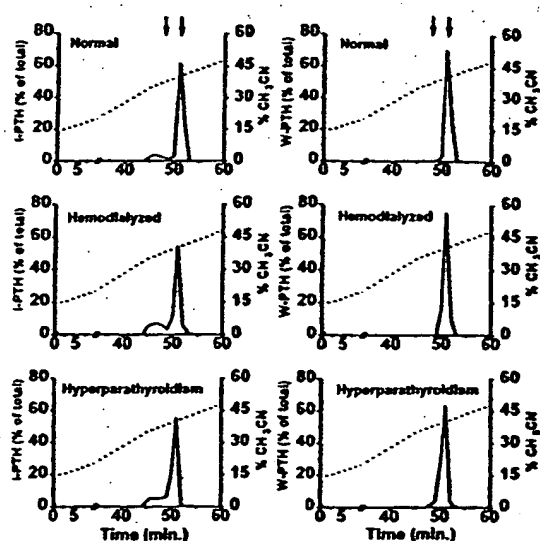 Normal
I-PTH (% of total)
80
60
40
20
0
% CH3CN
60
45
30
15
0
0 5 40 50 60
Normal
W-PTH (% of total)
80
60
40
20
0
% CH3CN
60
45
30
15
0
0 5 40 50 60
Hemodialyzed
I-PTH (% of total)
80
60
40
20
0
% CH3CN
60
45
30
15
0
0 5 40 50 60
Hemodialyzed
W-PTH (% of total)
80
60
40
20
0
% CH3CN
60
45
30
15
0
0 5 40 50 60
Hyperparathyroidism
I-PTH (% of total)
80
60
40
20
0
% CH3CN
60
45
30
15
0
0 5 40 50 60
Time (min.)
Hyperparathyroidism
W-PTH (% of total)
80
60
40
20
0
% CH3CN
60
45
30
15
0
0 5 40 50 60
Time (min.)